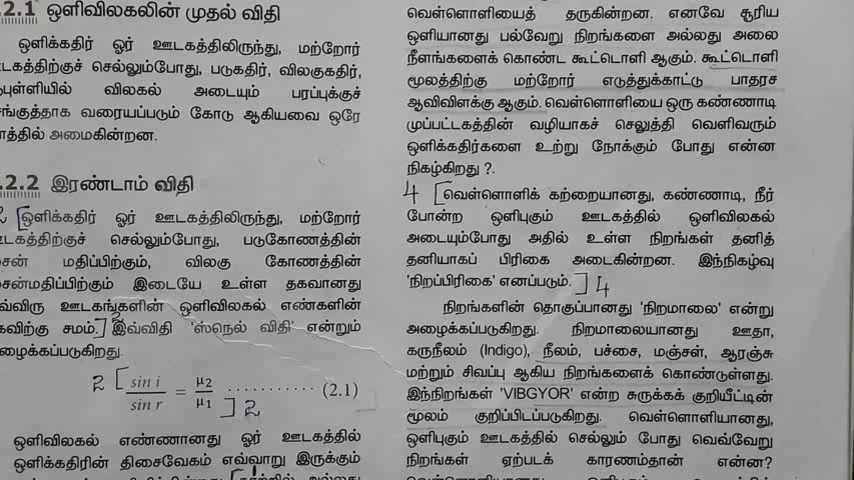 2.1 ஒளிவிலகலின் முதல் விதி
ஒளிக்கதிர் ஓர் ஊடகத்திலிருந்து, மற்றோர்
டகத்திற்குச் செல்லும்போது, படுகதிர், விலகுகதிர்,
புள்ளியில் விலகல் அடையும் பரப்புக்குச்
செங்குத்தாக வரையப்படும் கோடு ஆகியவை ஒரே
ளத்தில் அமைகின்றன.
2.2 இரண்டாம் விதி
2 [ஒளிக்கதிர் ஓர் ஊடகத்திலிருந்து, மற்றோர்
டகத்திற்குச் செல்லும்போது, படுகோணத்தின்
சைன் மதிப்பிற்கும், விலகு கோணத்தின்
சைன்மதிப்பிற்கும் இடையே உள்ள தகவானது
வ்விரு ஊடகங்களின் ஒளிவிலகல் எண்களின்
கவிற்கு சமம்.]2 இவ்விதி 'ஸ்நெல் விதி' என்றும்
ழைக்கப்படுகிறது.
2 [ sin i / sin r = μ2 / μ1 ........... (2.1)
] 2
ஒளிவிலகல் எண்ணானது ஓர் ஊடகத்தில்
ஒளிக்கதிரின் திசைவேகம் எவ்வாறு இருக்கும்
வெள்ளொளியைத் தருகின்றன. எனவே சூரிய
ஒளியானது பல்வேறு நிறங்களை அல்லது அலை
நீளங்களைக் கொண்ட கூட்டொளி ஆகும். கூட்டொளி
மூலத்திற்கு மற்றோர் எடுத்துக்காட்டு பாதரச
ஆவிவிளக்கு ஆகும். வெள்ளொளியை ஒரு கண்ணாடி
முப்பட்டகத்தின் வழியாகச் செலுத்தி வெளிவரும்
ஒளிக்கதிர்களை உற்று நோக்கும் போது என்ன
நிகழ்கிறது ?.
4 [வெள்ளொளிக் கற்றையானது, கண்ணாடி, நீர்
போன்ற ஒளிபுகும் ஊடகத்தில் ஒளிவிலகல்
அடையும்போது அதில் உள்ள நிறங்கள் தனித்
தனியாகப் பிரிகை அடைகின்றன. இந்நிகழ்வு
'நிறப்பிரிகை' எனப்படும். ] 4
நிறங்களின் தொகுப்பானது 'நிறமாலை' என்று
அழைக்கப்படுகிறது. நிறமாலையானது ஊதா,
கருநீலம் (Indigo), நீலம், பச்சை, மஞ்சள், ஆரஞ்சு
மற்றும் சிவப்பு ஆகிய நிறங்களைக் கொண்டுள்ளது.
இந்நிறங்கள் 'VIBGYOR' என்ற சுருக்கக் குறியீட்டின்
மூலம் குறிப்பிடப்படுகிறது. வெள்ளொளியானது,
ஒளிபுகும் ஊடகத்தில் செல்லும் போது வெவ்வேறு
நிறங்கள் ஏற்படக் காரணம்தான் என்ன?